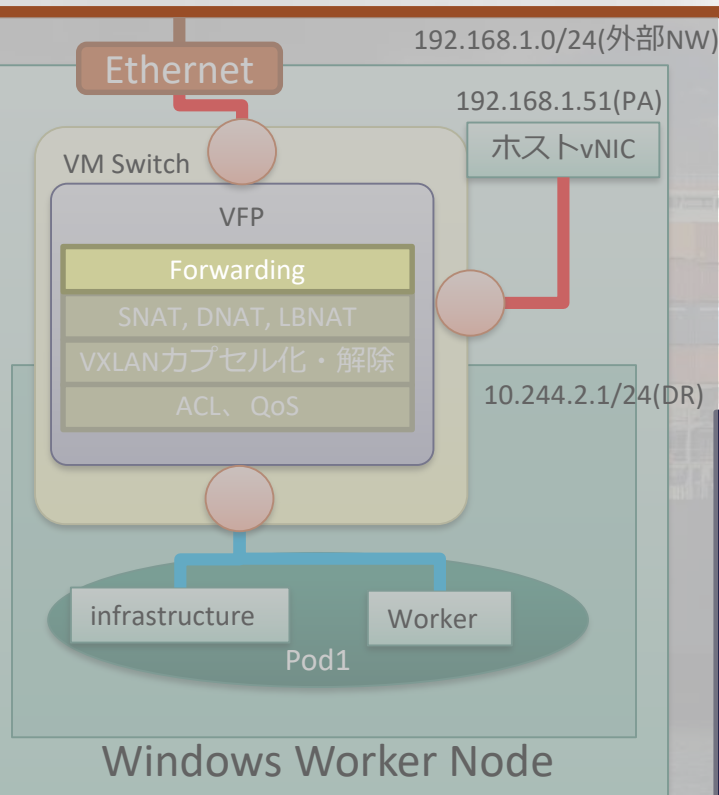 192.168.1.0/24(外部NW)
Ethernet
192.168.1.51(PA)
ホストvNIC
VM Switch
VFP
Forwarding
SNAT, DNAT, LBNAT
VXLANカプセル化・解除
ACL、QoS
10.244.2.1/24(DR)
infrastructure
Worker
Pod1
Windows Worker Node